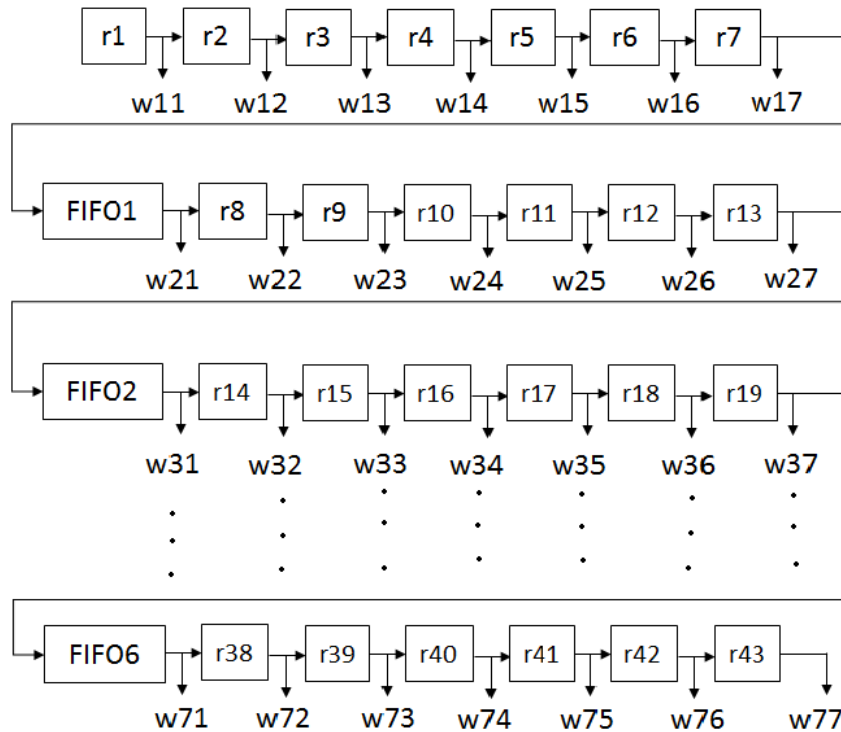 r1 r2 r3 r4 r5 r6 r7
w11 w12 w13 w14 w15 w16 w17
FIFO1 r8 r9 r10 r11 r12 r13
w21 w22 w23 w24 w25 w26 w27
FIFO2 r14 r15 r16 r17 r18 r19
w31 w32 w33 w34 w35 w36 w37
FIFO6 r38 r39 r40 r41 r42 r43
w71 w72 w73 w74 w75 w76 w77